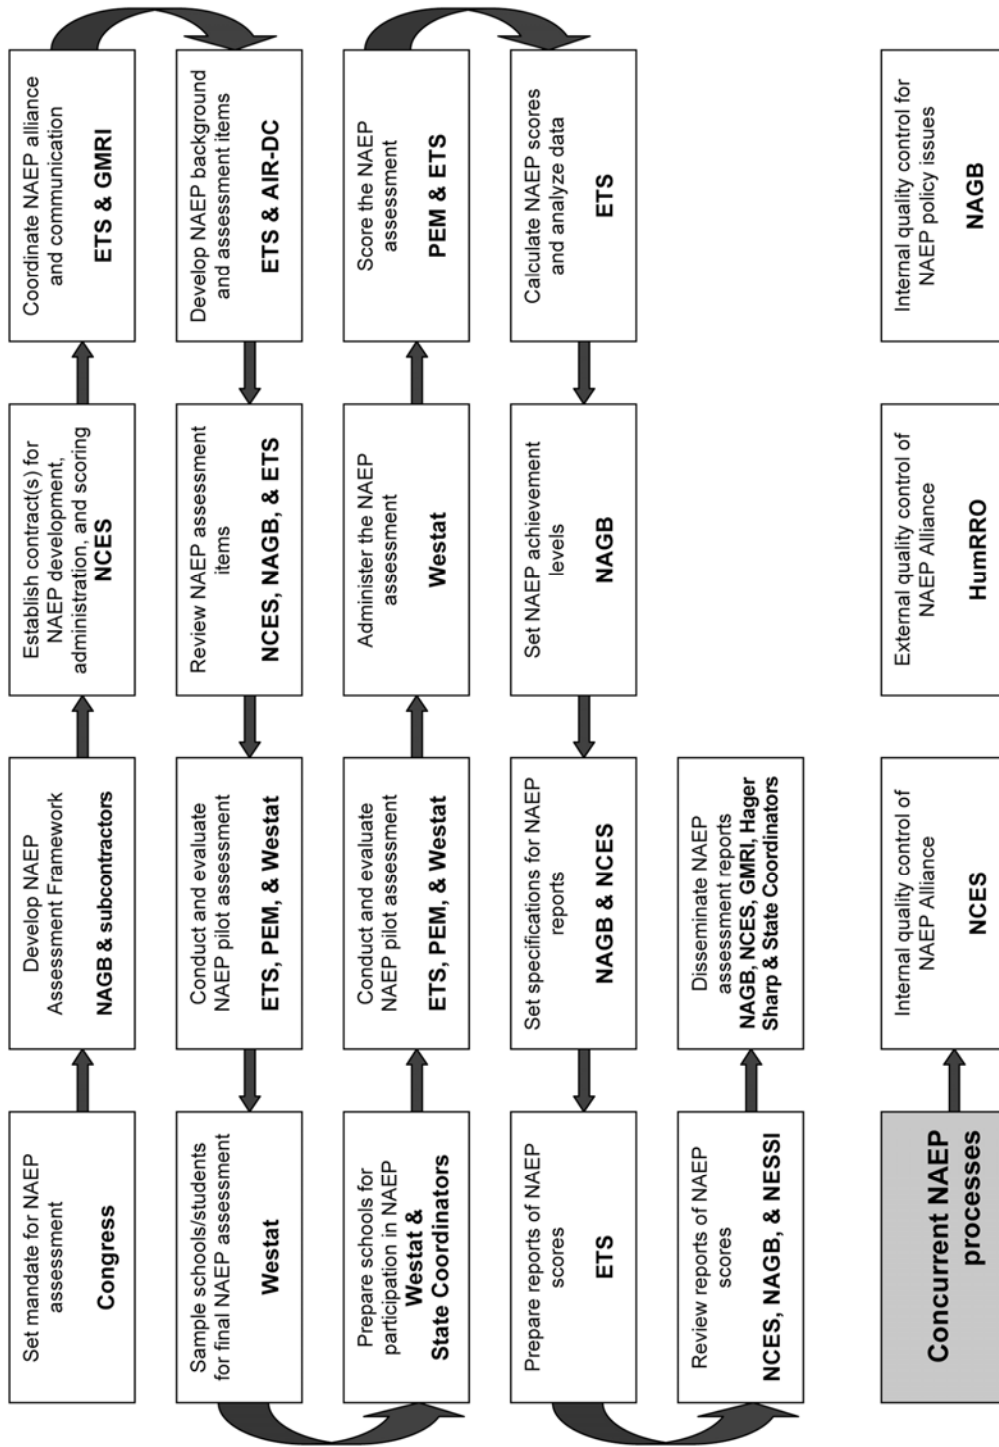 Set mandate for NAEP
assessment
Congress
Develop NAEP
Assessment Framework
NAGB & subcontractors
Establish contract(s) for
NAEP development,
administration, and scoring
NCES
Coordinate NAEP alliance
and communication
ETS & GMRI
Develop NAEP background
and assessment items
ETS & AIR-DC
Review NAEP assessment
items
NCES, NAGB, & ETS
Conduct and evaluate
NAEP pilot assessment
ETS, PEM, & Westat
Sample schools/students
for final NAEP assessment
Westat
Prepare schools for
participation in NAEP
Westat &
State Coordinators
Conduct and evaluate
NAEP pilot assessment
ETS, PEM, & Westat
Administer the NAEP
assessment
Westat
Score the NAEP
assessment
PEM & ETS
Calculate NAEP scores
and analyze data
ETS
Set NAEP achievement
levels
NAGB
Set specifications for NAEP
reports
NAGB & NCES
Prepare reports of NAEP
scores
ETS
Review reports of NAEP
scores
NCES, NAGB, & NESSI
Disseminate NAEP
assessment reports
NAGB, NCES, GMRI, Hager
Sharp & State Coordinators
Concurrent NAEP
processes
Internal quality control of
NAEP Alliance
NCES
External quality control of
NAEP Alliance
HumRRO
Internal quality control for
NAEP policy issues
NAGB